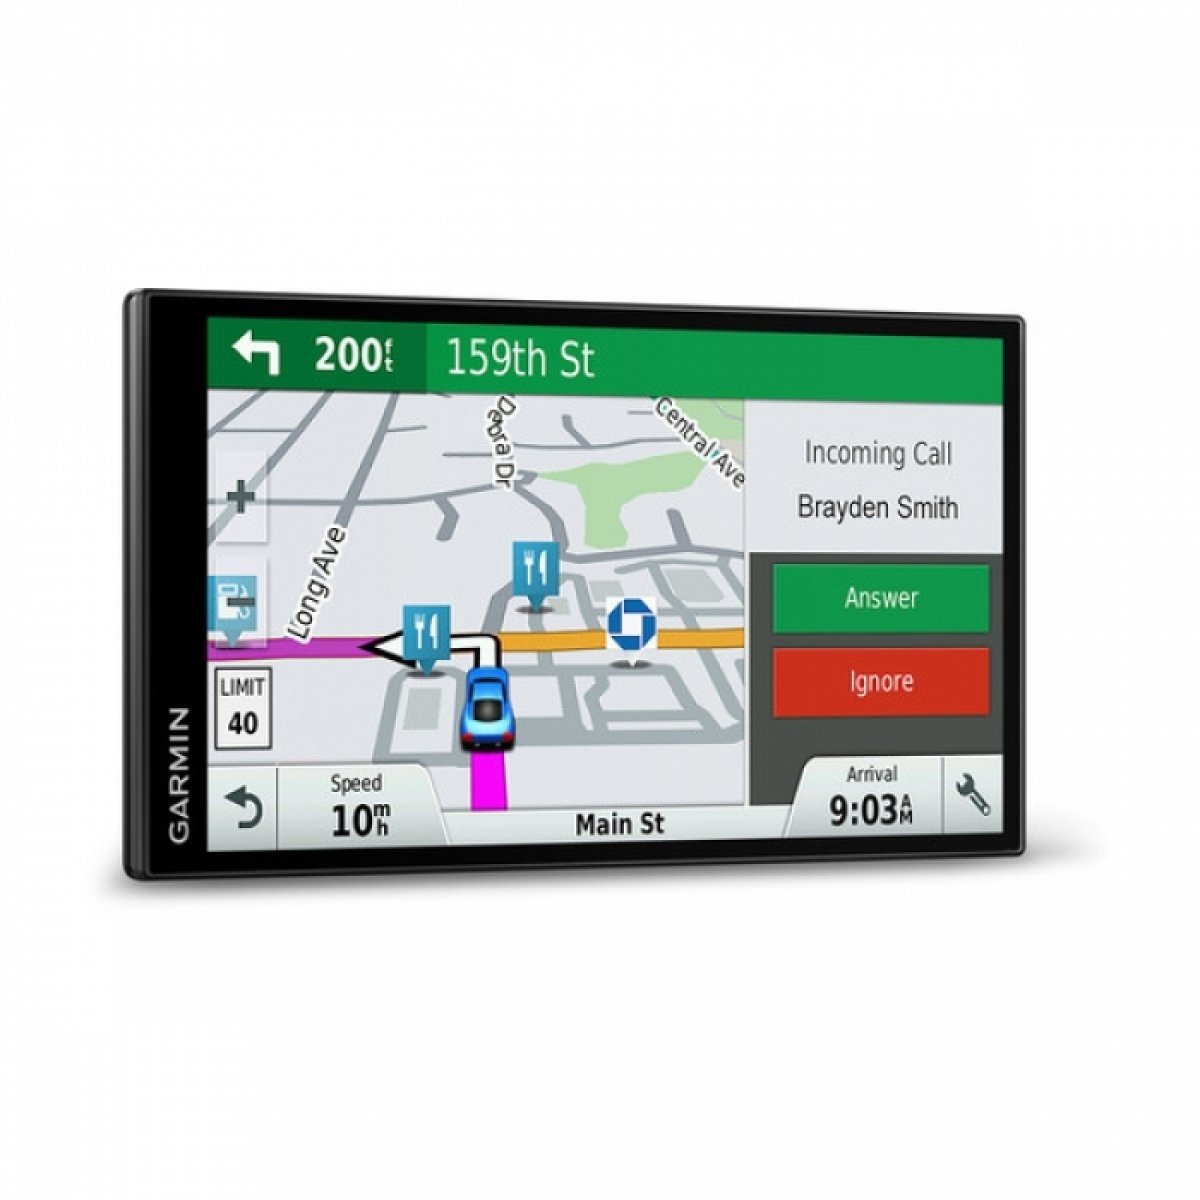 200ft 159th St
Debra Dr
Central Ave
Long Ave
Incoming Call
Brayden Smith
Answer
Ignore
LIMIT
40
GARMIN
Speed
10mh
Main St
Arrival
9:03AM